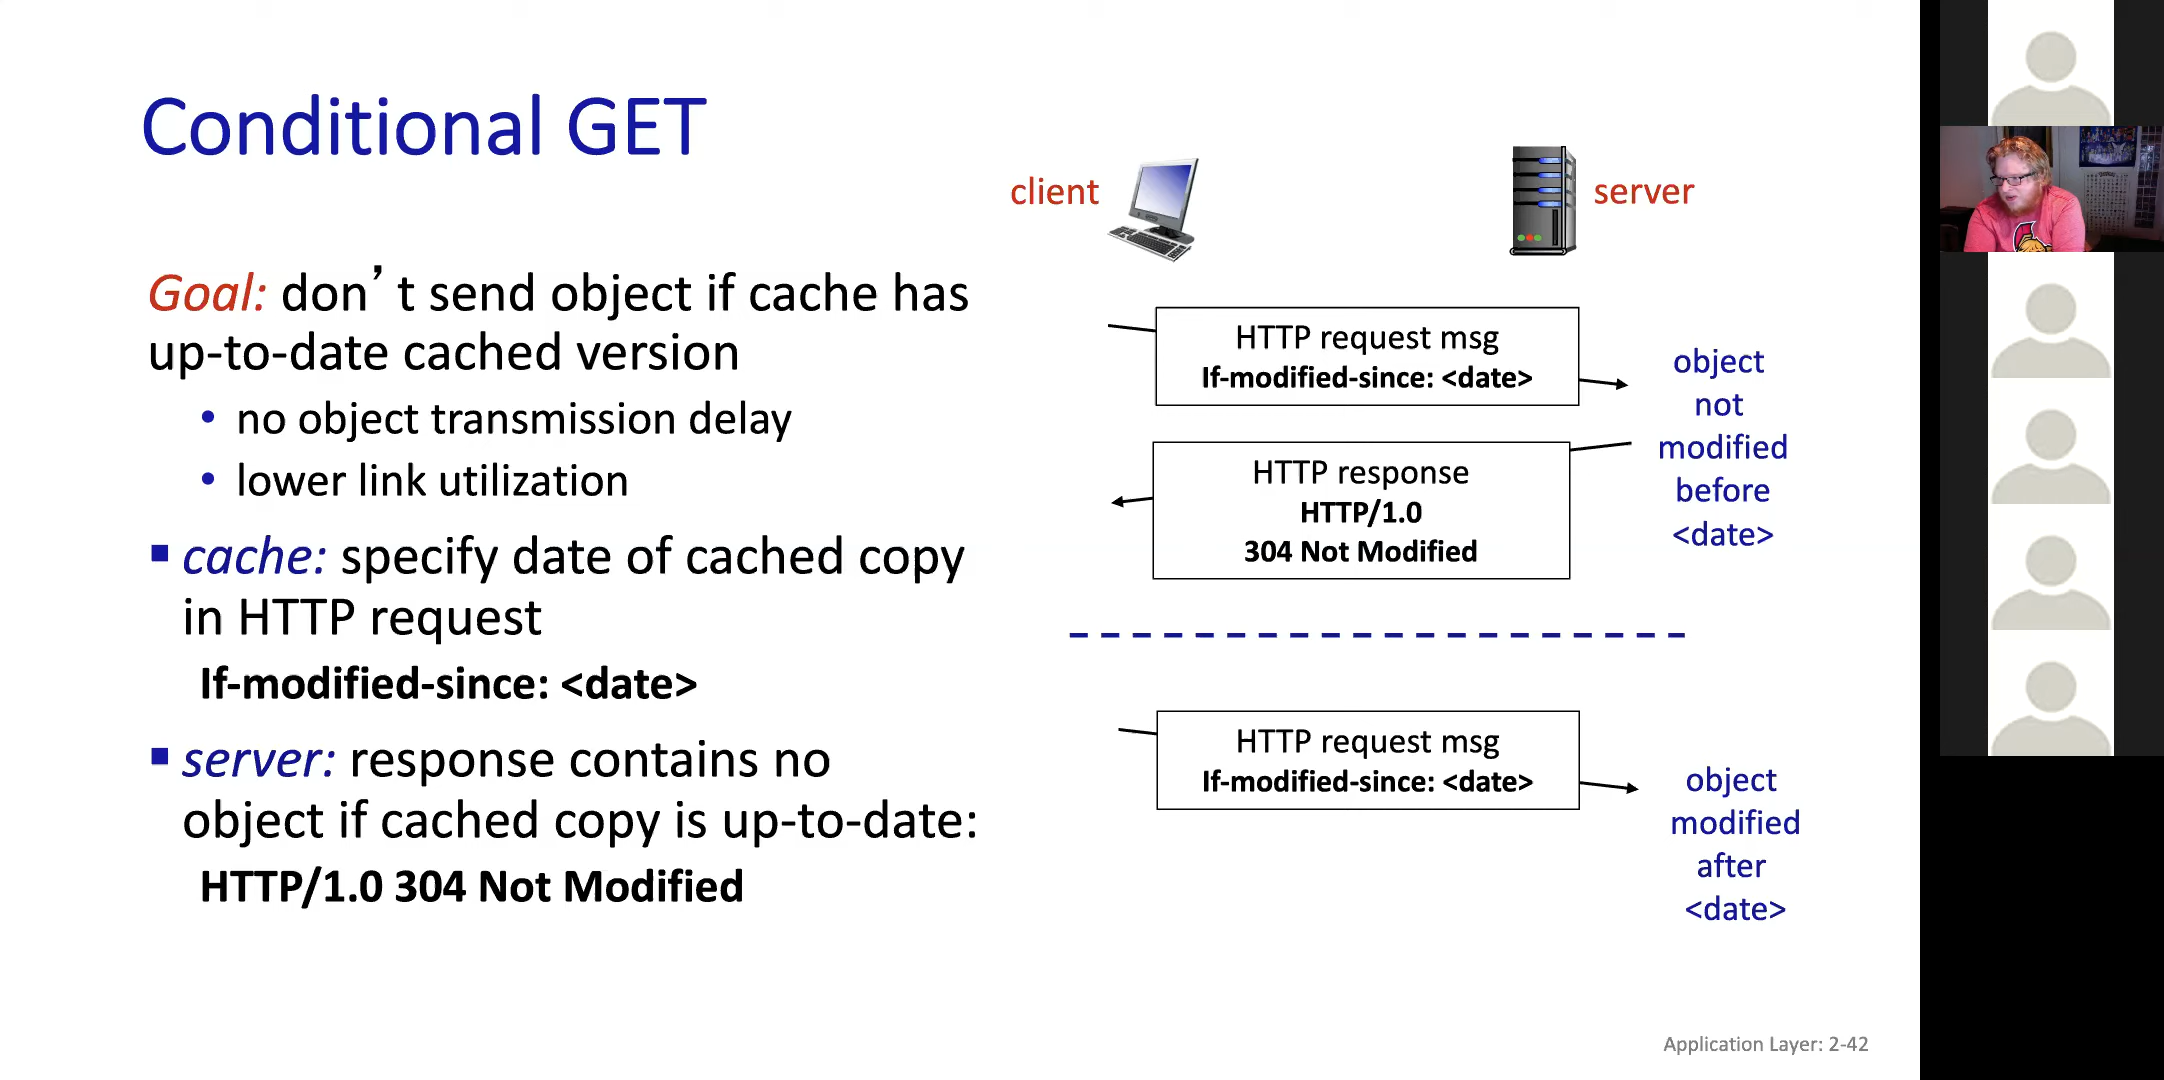 Conditional GET
client
server
Goal: don’t send object if cache has
up-to-date cached version
• no object transmission delay
• lower link utilization
▪ cache: specify date of cached copy
in HTTP request
If-modified-since: <date>
▪ server: response contains no
object if cached copy is up-to-date:
HTTP/1.0 304 Not Modified
HTTP request msg
If-modified-since: <date>
object
not
modified
before
<date>
HTTP response
HTTP/1.0
304 Not Modified
HTTP request msg
If-modified-since: <date>
object
modified
after
<date>
Application Layer: 2-42